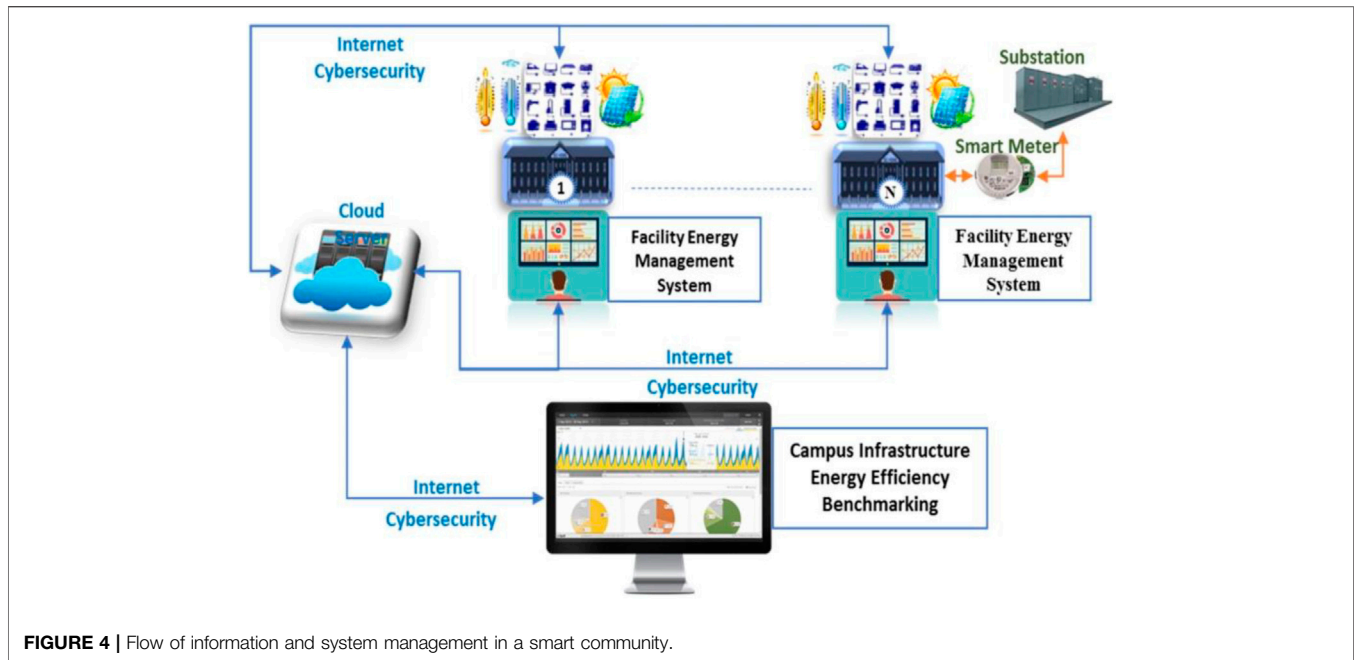 Internet
Cybersecurity
Substation
Smart Meter
1
N
Cloud
Server
Facility Energy
Management
System
Facility Energy
Management
System
Internet
Cybersecurity
Campus Infrastructure
Energy Efficiency
Benchmarking
Internet
Cybersecurity
FIGURE 4 | Flow of information and system management in a smart community.